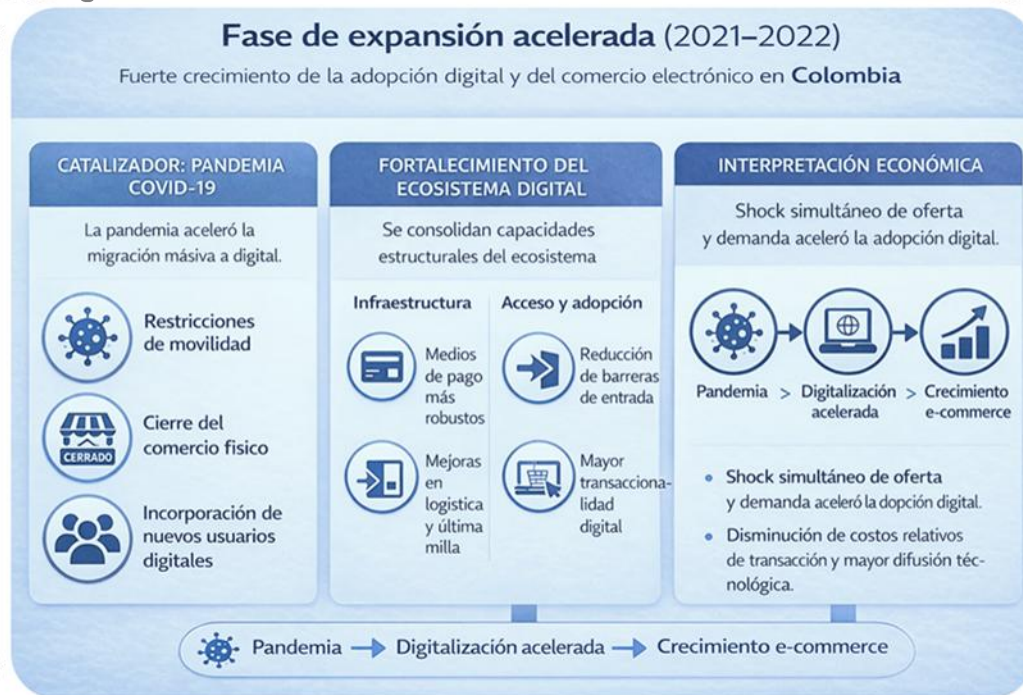 Fase de expansión acelerada (2021–2022)
Fuerte crecimiento de la adopción digital y del comercio electrónico en Colombia
CATALIZADOR: PANDEMIA
COVID-19
La pandemia aceleró la
migración másiva a digital.
Restricciones
de movilidad
CERRADO
Cierre del
comercio fisico
Incorporación de
nuevos usuarios
digitales
FORTALECIMIENTO DEL
ECOSISTEMA DIGITAL
Se consolidan capacidades
estructurales del ecosistema
Infraestructura
Medios
de pago
más
robustos
Mejoras
en
logistica
y última
milla
Acceso y adopción
Reducción
de barreras
de entrada
Mayor
transacciona-
lidad
digital
INTERPRETACIÓN ECONÓMICA
Shock simultáneo de oferta
y demanda aceleró la adopción digital.
Pandemia > Digitalización > Crecimiento
acelerada e-commerce
• Shock simultáneo de oferta
y demanda aceleró la dopción digital.
• Disminución de costos relativos
de transacción y mayor difusión téc-
nológica.
Pandemia → Digitalización acelerada → Crecimiento e-commerce